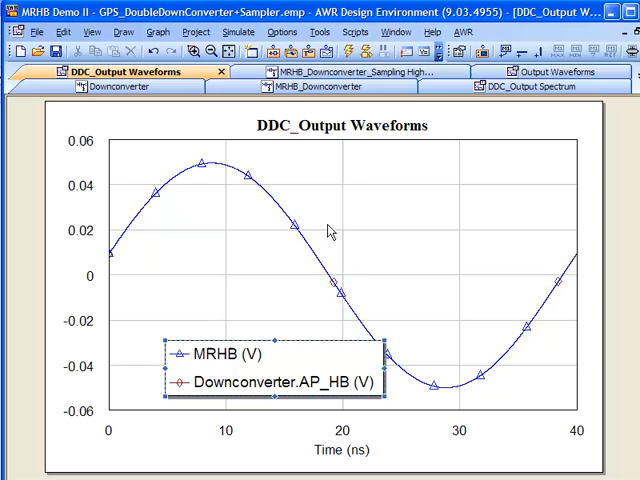 MRHB Demo II - GPS_DoubleDownConverter+Sampler.emp - AWR Design Environment (9.03.4955) - [DDC_Output W...
File Edit View Draw Graph Project Simulate Options Tools Scripts Window Help AWR
DDC_Output Waveforms MRHB_Downconverter_Sampling High... Output Waveforms
Downconverter MRHB_Downconverter DDC_Output Spectrum
DDC_Output Waveforms
0.06
0.04
0.02
0
-0.02
-0.04
-0.06
MRHB (V)
Downconverter.AP_HB (V)
0 10 20 30 40
Time (ns)